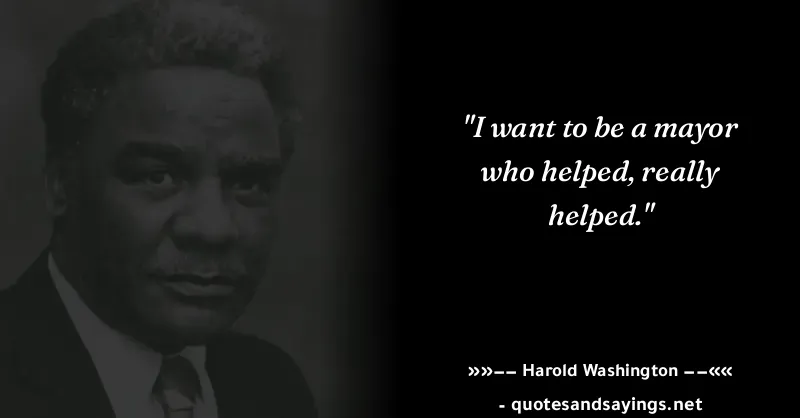 "I want to be a mayor
who helped, really
helped."
»»−− Harold Washington −−««
- quotesandsayings.net